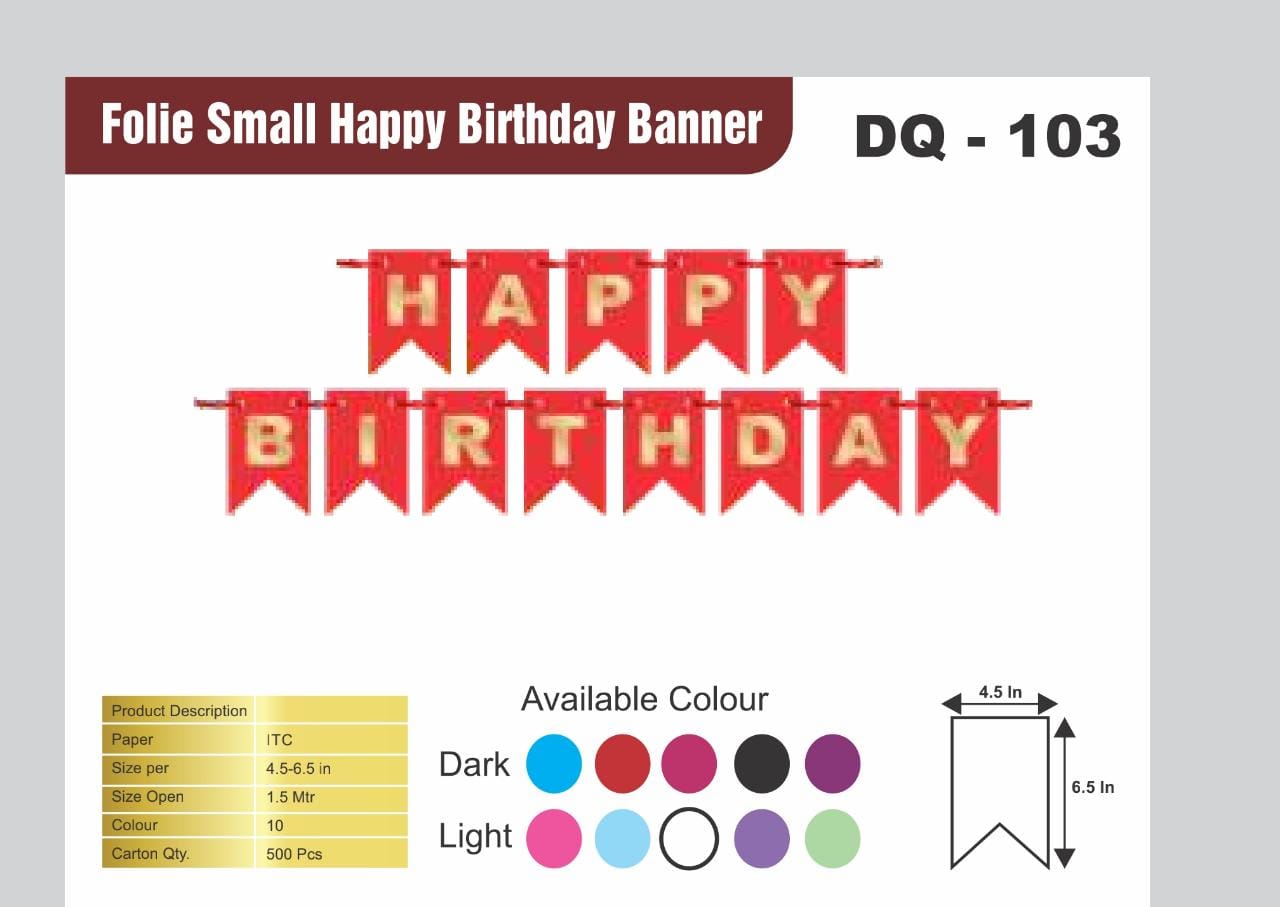 Folie Small Happy Birthday Banner
DQ - 103
HAPPY
BIRTHDAY
Product Description
Paper ITC
Size per 4.5-6.5 in
Size Open 1.5 Mtr
Colour 10
Carton Qty. 500 Pcs
Available Colour
Dark
Light
4.5 In
6.5 In